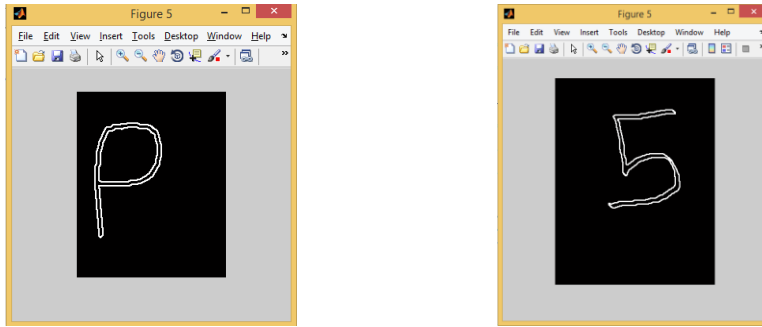 Figure 5
File Edit View Insert Tools Desktop Window Help
P
Figure 5
File Edit View Insert Tools Desktop Window Help
5